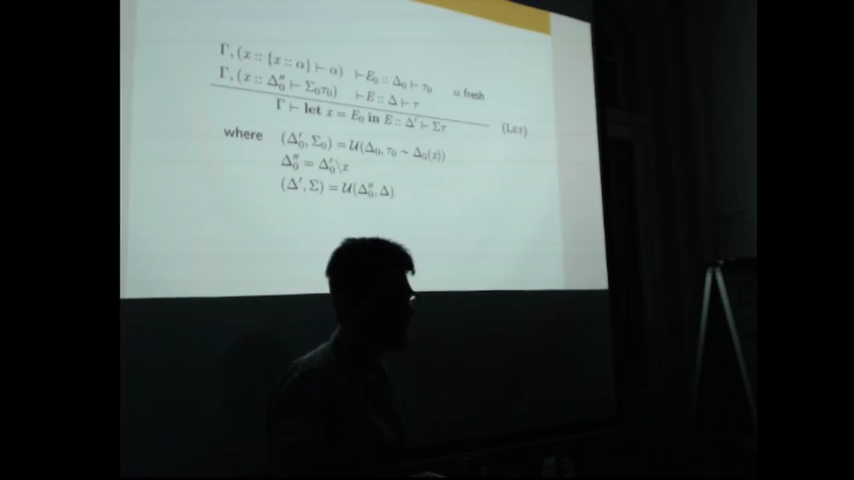 Γ, (x :: {x :: α} ⊢ α) ⊢ E₀ :: Δ₀ ⊢ τ₀ α fresh
Γ, (x :: Δ₀″ ⊢ Σ₀τ₀) ⊢ E :: Δ ⊢ τ
Γ ⊢ let x = E₀ in E :: Δ′ ⊢ Στ (LET)
where (Δ₀′, Σ₀) = U(Δ₀, τ₀ ~ Δ₀(x))
Δ₀″ = Δ₀′\x
(Δ′, Σ) = U(Δ₀″, Δ)